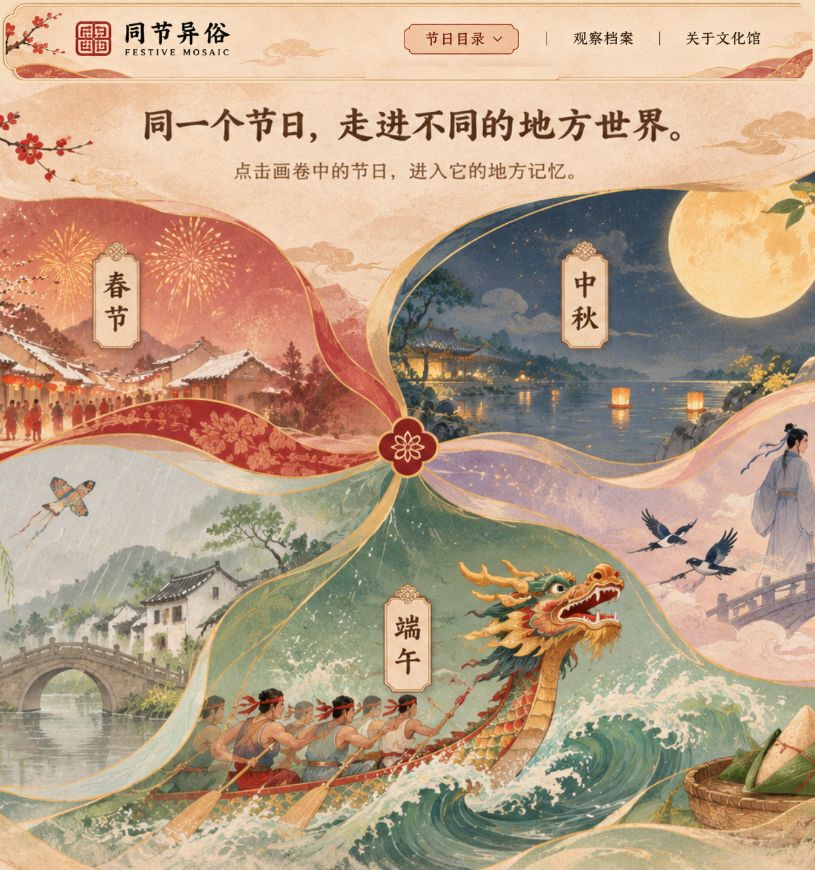 同节异俗
FESTIVE MOSAIC
节日目录
观察档案
关于文化馆
同一个节日，走进不同的地方世界。
点击画卷中的节日，进入它的地方记忆。
春节
中秋
端午